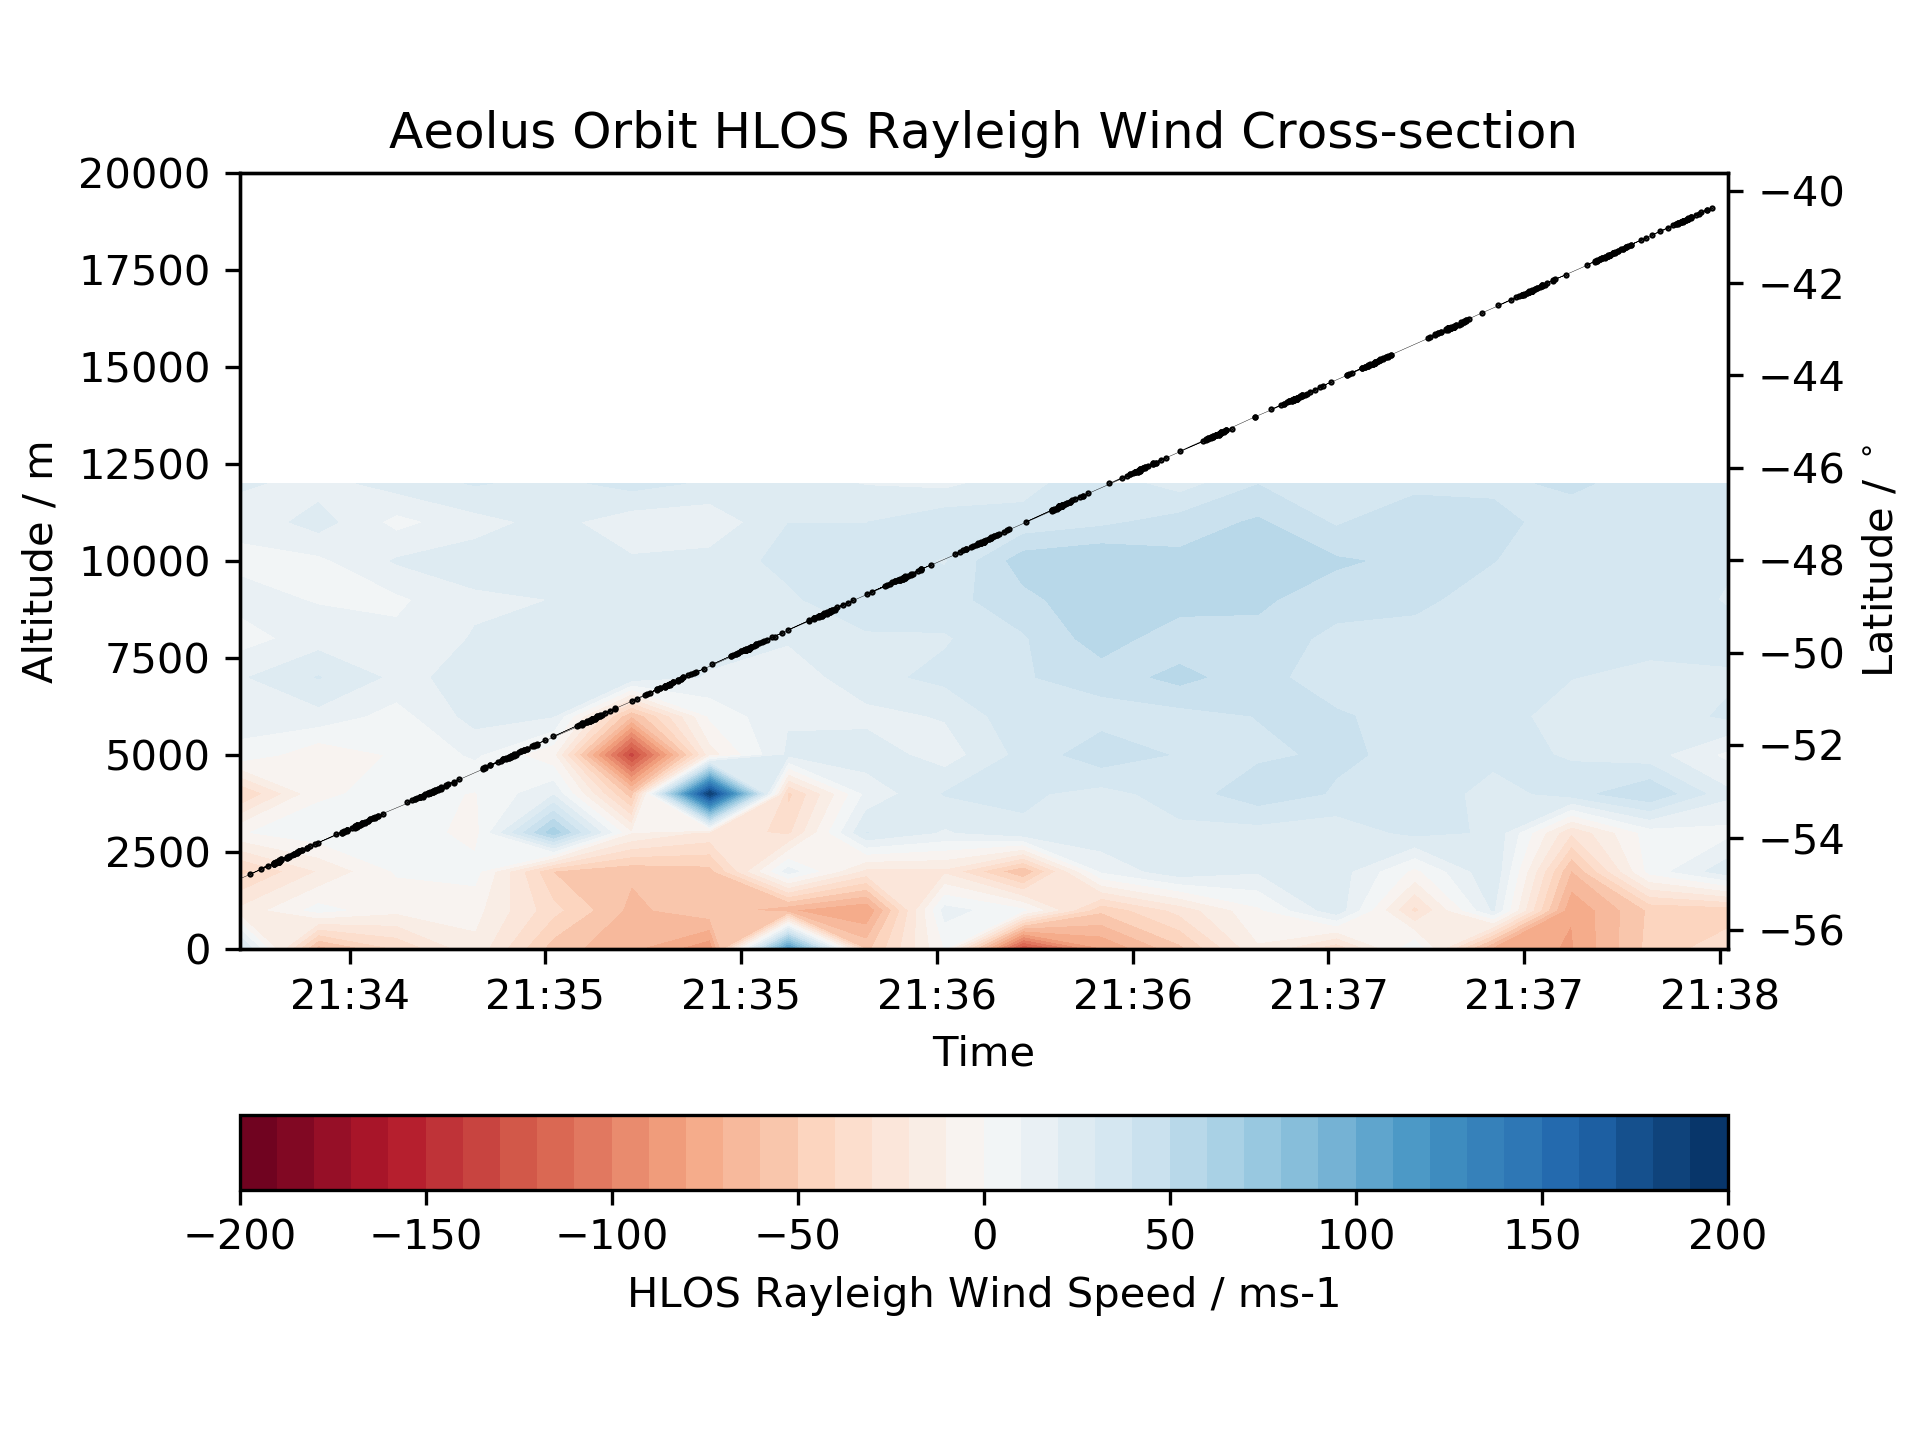 Aeolus Orbit HLOS Rayleigh Wind Cross-section
20000
17500
15000
12500
10000
7500
5000
2500
0
Altitude / m
−40
−42
−44
−46
−48
−50
−52
−54
−56
Latitude / °
21:34 21:35 21:35 21:36 21:36 21:37 21:37 21:38
Time
−200 −150 −100 −50 0 50 100 150 200
HLOS Rayleigh Wind Speed / ms-1